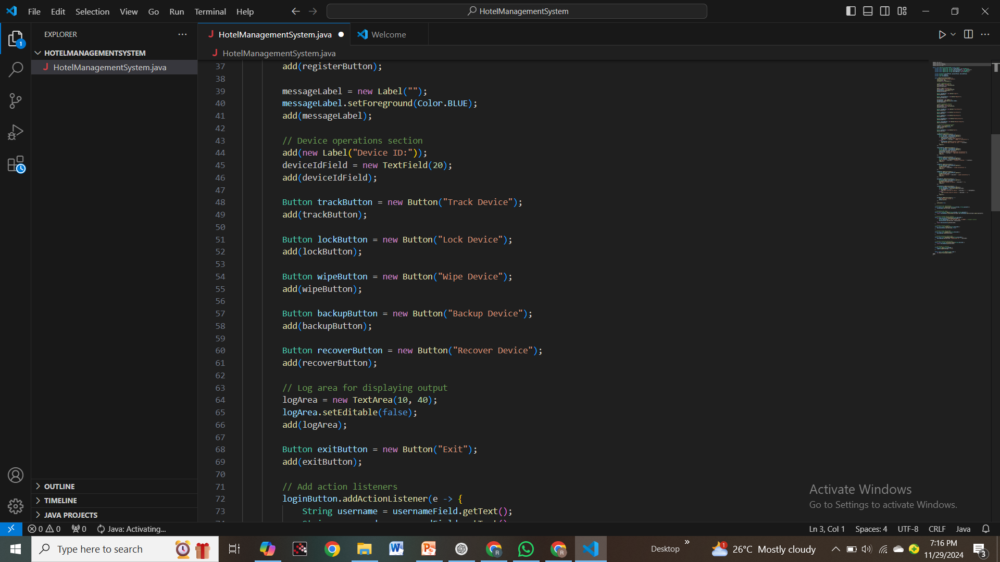 File Edit Selection View Go Run Terminal Help
HotelManagementSystem
EXPLORER
HOTELMANAGEMENTSYSTEM
HotelManagementSystem.java
1
OUTLINE
TIMELINE
JAVA PROJECTS
J HotelManagementSystem.java
Welcome
J HotelManagementSystem.java
37 add(registerButton);
38
39 messageLabel = new Label("");
40 messageLabel.setForeground(Color.BLUE);
41 add(messageLabel);
42
43 // Device operations section
44 add(new Label("Device ID:"));
45 deviceIdField = new TextField(20);
46 add(deviceIdField);
47
48 Button trackButton = new Button("Track Device");
49 add(trackButton);
50
51 Button lockButton = new Button("Lock Device");
52 add(lockButton);
53
54 Button wipeButton = new Button("Wipe Device");
55 add(wipeButton);
56
57 Button backupButton = new Button("Backup Device");
58 add(backupButton);
59
60 Button recoverButton = new Button("Recover Device");
61 add(recoverButton);
62
63 // Log area for displaying output
64 logArea = new TextArea(10, 40);
65 logArea.setEditable(false);
66 add(logArea);
67
68 Button exitButton = new Button("Exit");
69 add(exitButton);
70
71 // Add action listeners
72 loginButton.addActionListener(e -> {
73 String username = usernameField.getText();
Activate Windows
Go to Settings to activate Windows.
0 0 0 Java: Activating...
Ln 3, Col 1 Spaces: 4 UTF-8 CRLF Java
Type here to search
Desktop
1
26°C Mostly cloudy
7:16 PM
11/29/2024
3